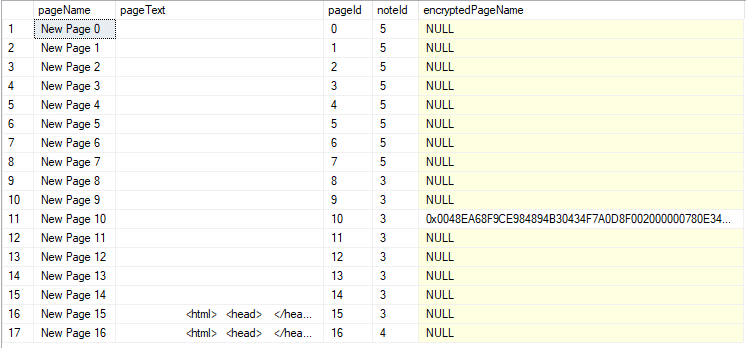 pageName pageText pageId noteId encryptedPageName
1 New Page 0 0 5 NULL
2 New Page 1 1 5 NULL
3 New Page 2 2 5 NULL
4 New Page 3 3 5 NULL
5 New Page 4 4 5 NULL
6 New Page 5 5 5 NULL
7 New Page 6 6 5 NULL
8 New Page 7 7 5 NULL
9 New Page 8 8 3 NULL
10 New Page 9 9 3 NULL
11 New Page 10 10 3 0x0048EA68F9CE984894B30434F7A0D8F002000000780E34...
12 New Page 11 11 3 NULL
13 New Page 12 12 3 NULL
14 New Page 13 13 3 NULL
15 New Page 14 14 3 NULL
16 New Page 15 <html> <head> </hea... 15 3 NULL
17 New Page 16 <html> <head> </hea... 16 4 NULL